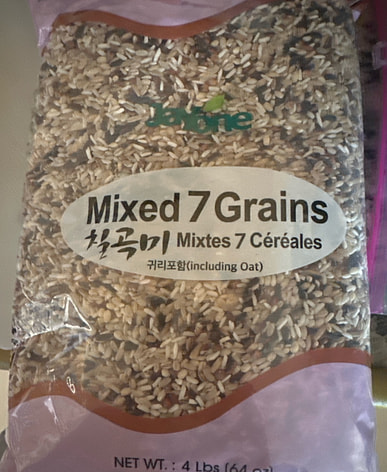 Jayone
Mixed 7 Grains
칠곡미 Mixtes 7 Céréales
귀리포함(including Oat)
NET WT. : 4 Lbs (64 oz)